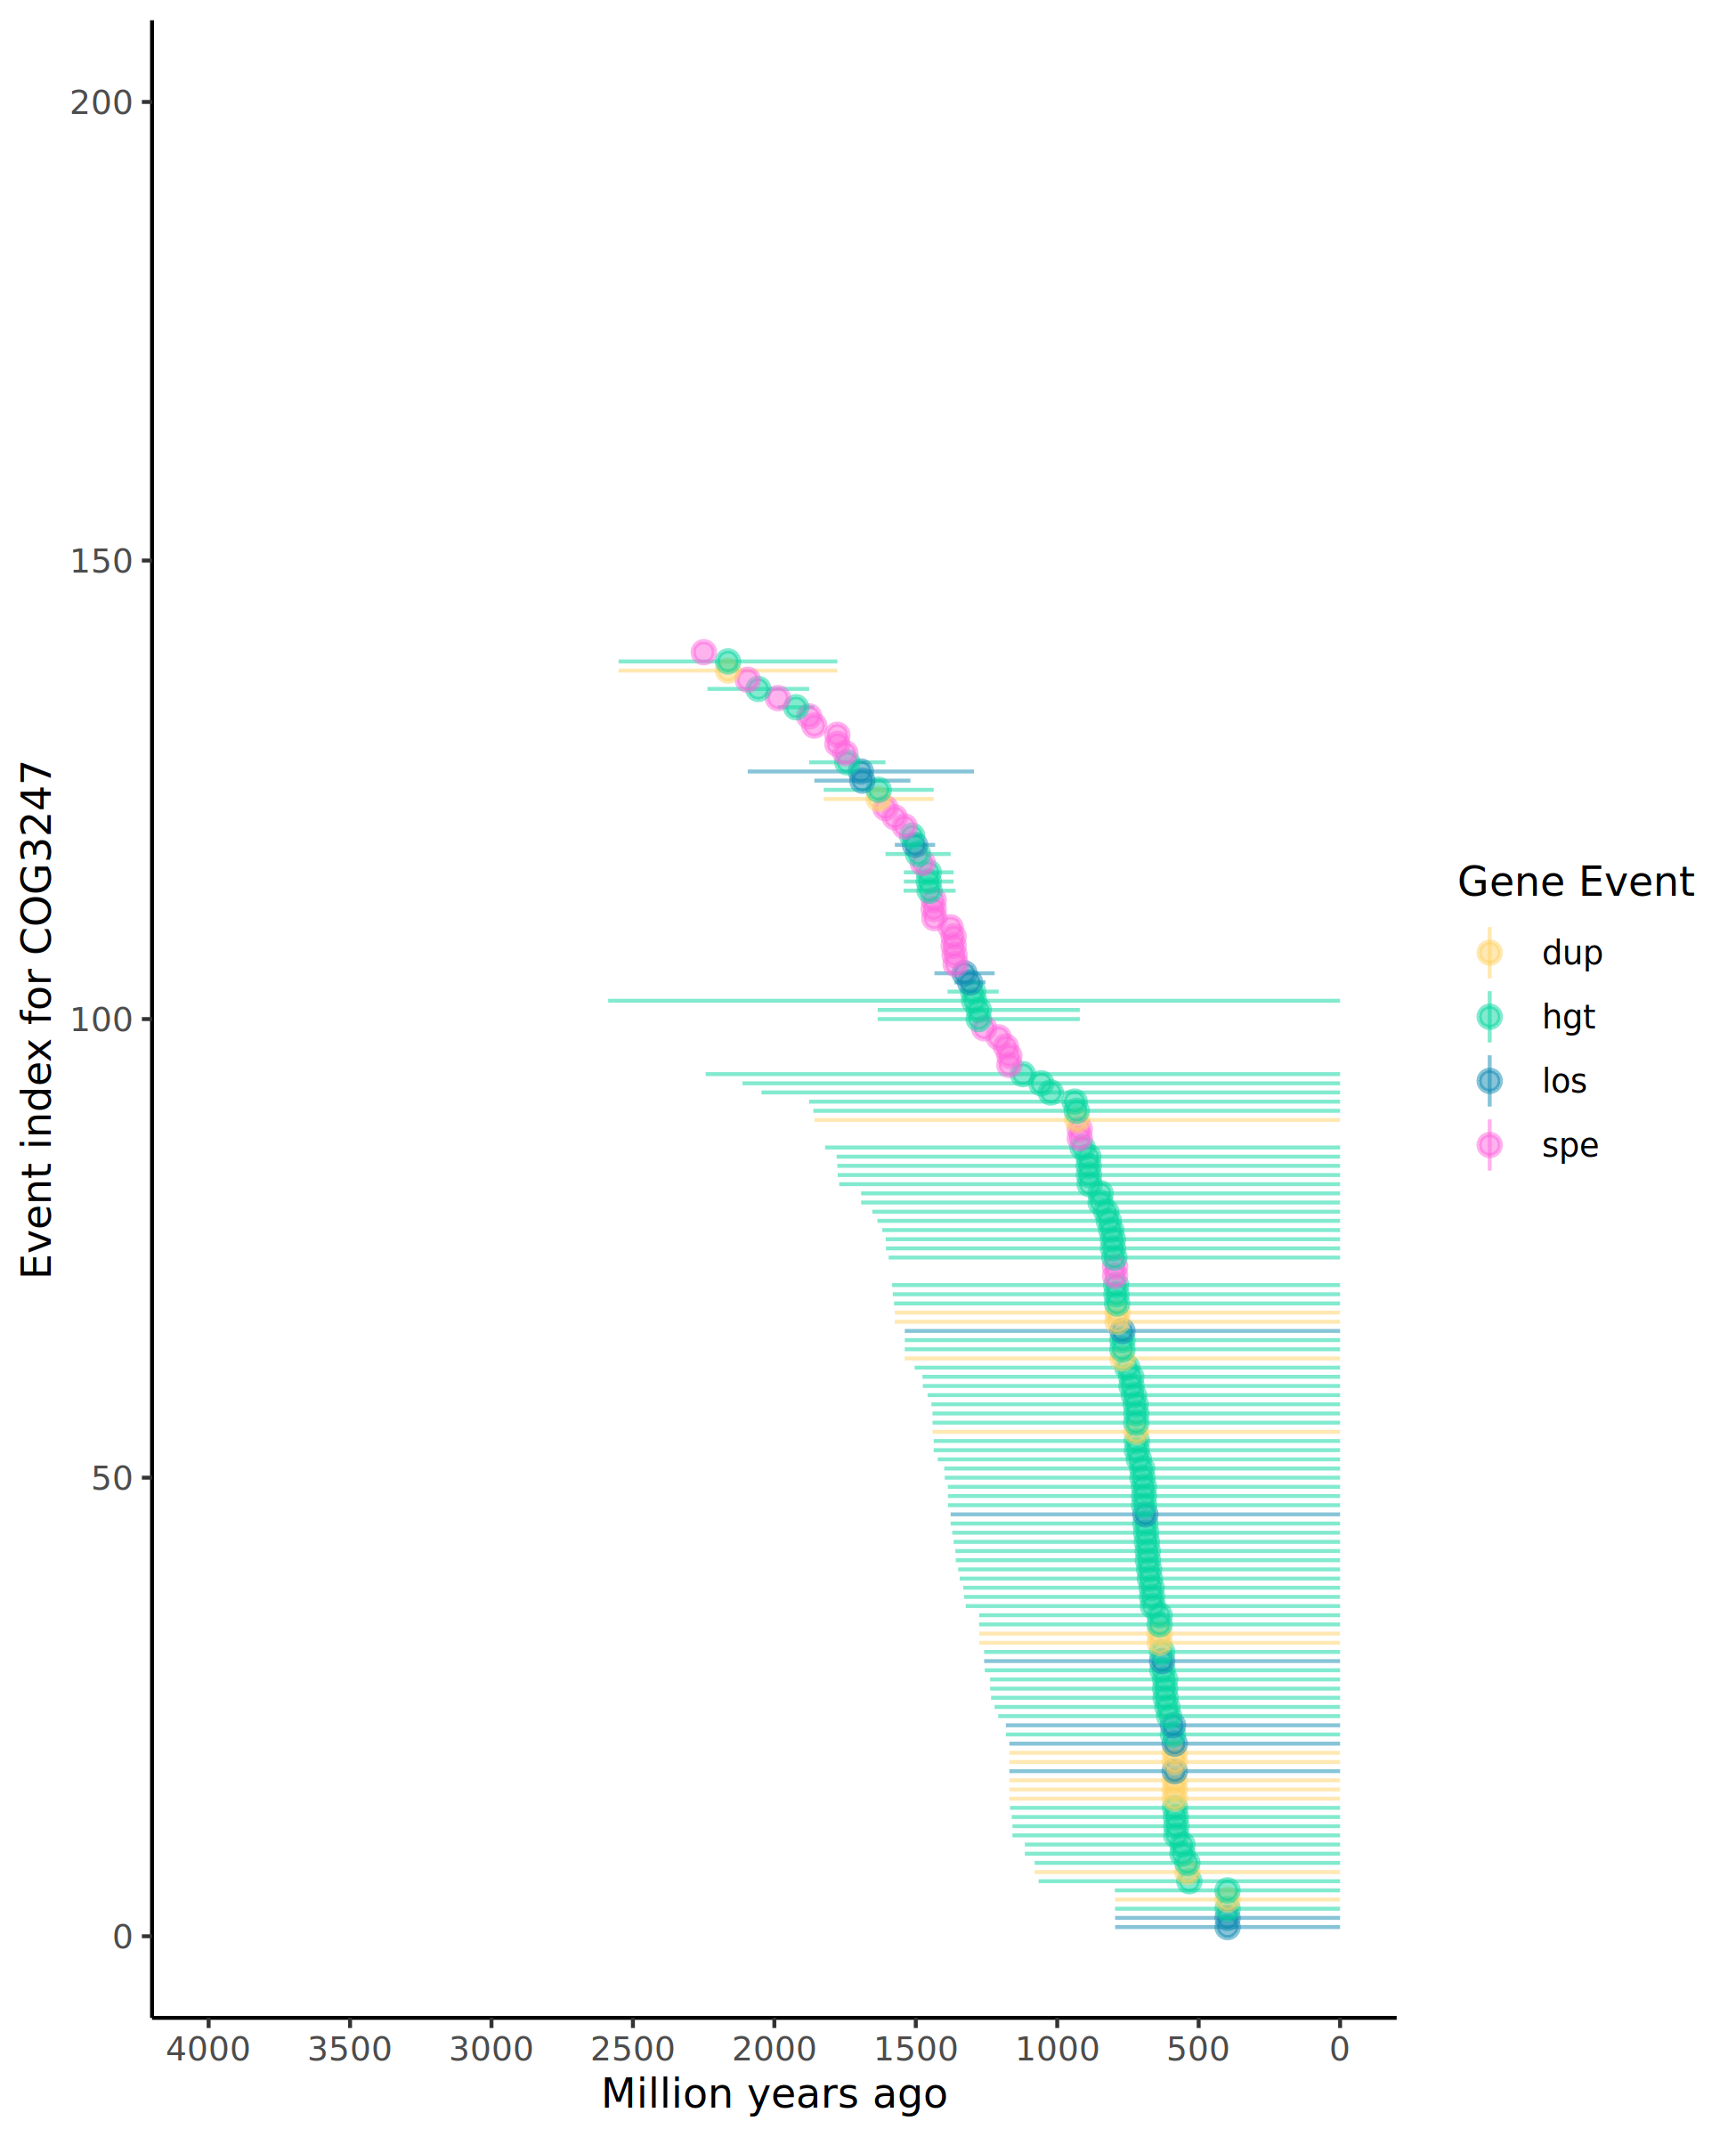 Event index for COG3247
200
150
100
50
0
4000 3500 3000 2500 2000 1500 1000 500 0
Million years ago
Gene Event
dup
hgt
los
spe